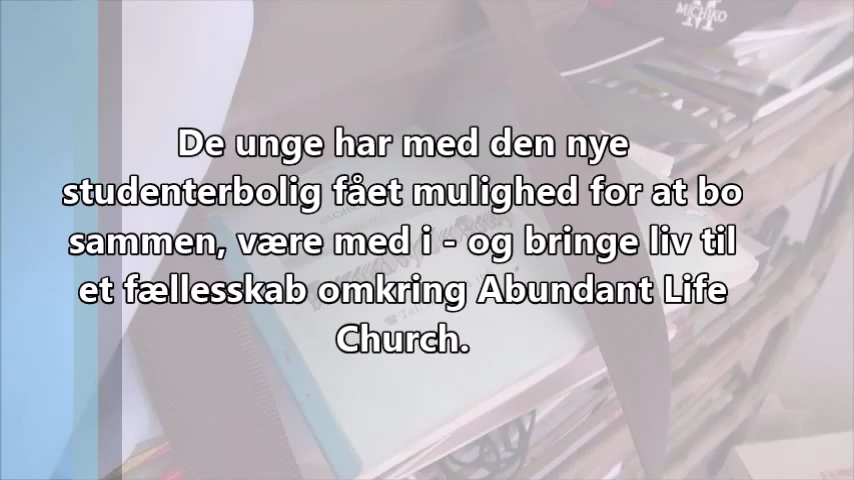 MICHIKO
De unge har med den nye
studenterbolig fået mulighed for at bo
sammen, være med i - og bringe liv til
et fællesskab omkring Abundant Life
Church.